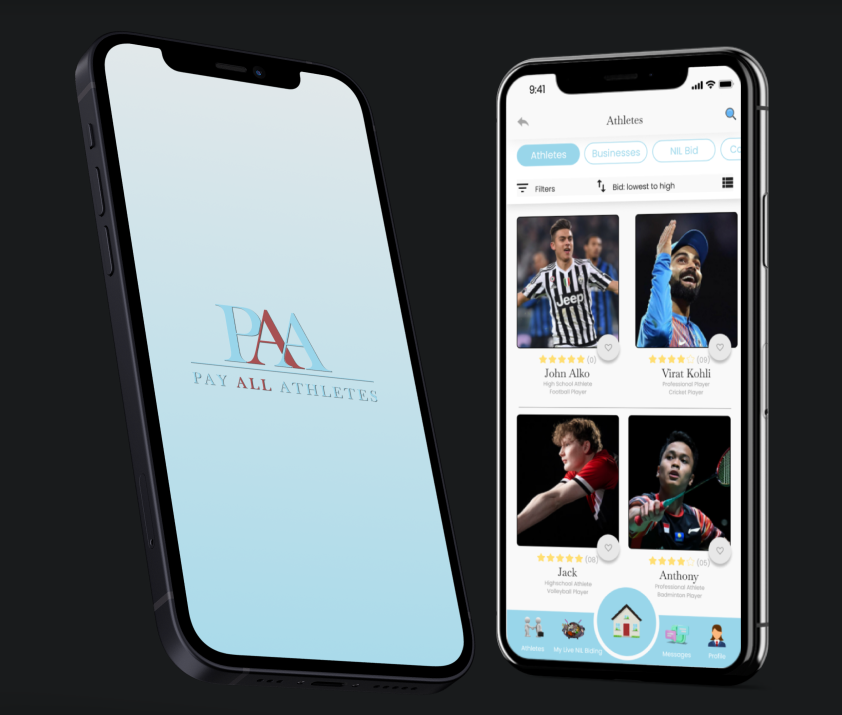 PAA
PAY ALL ATHLETES
9:41
Athletes
Athletes
Businesses
NIL Bid
Co
Filters
Bid: lowest to high
Jeep
(0)
John Alko
High School Athlete
Football Player
(09)
Virat Kohli
Professional Player
Cricket Player
(08)
Jack
Highschool Athlete
Volleyball Player
(05)
Anthony
Professional Athlete
Badminton Player
Athletes
My Live NIL Biding
Messages
Profile